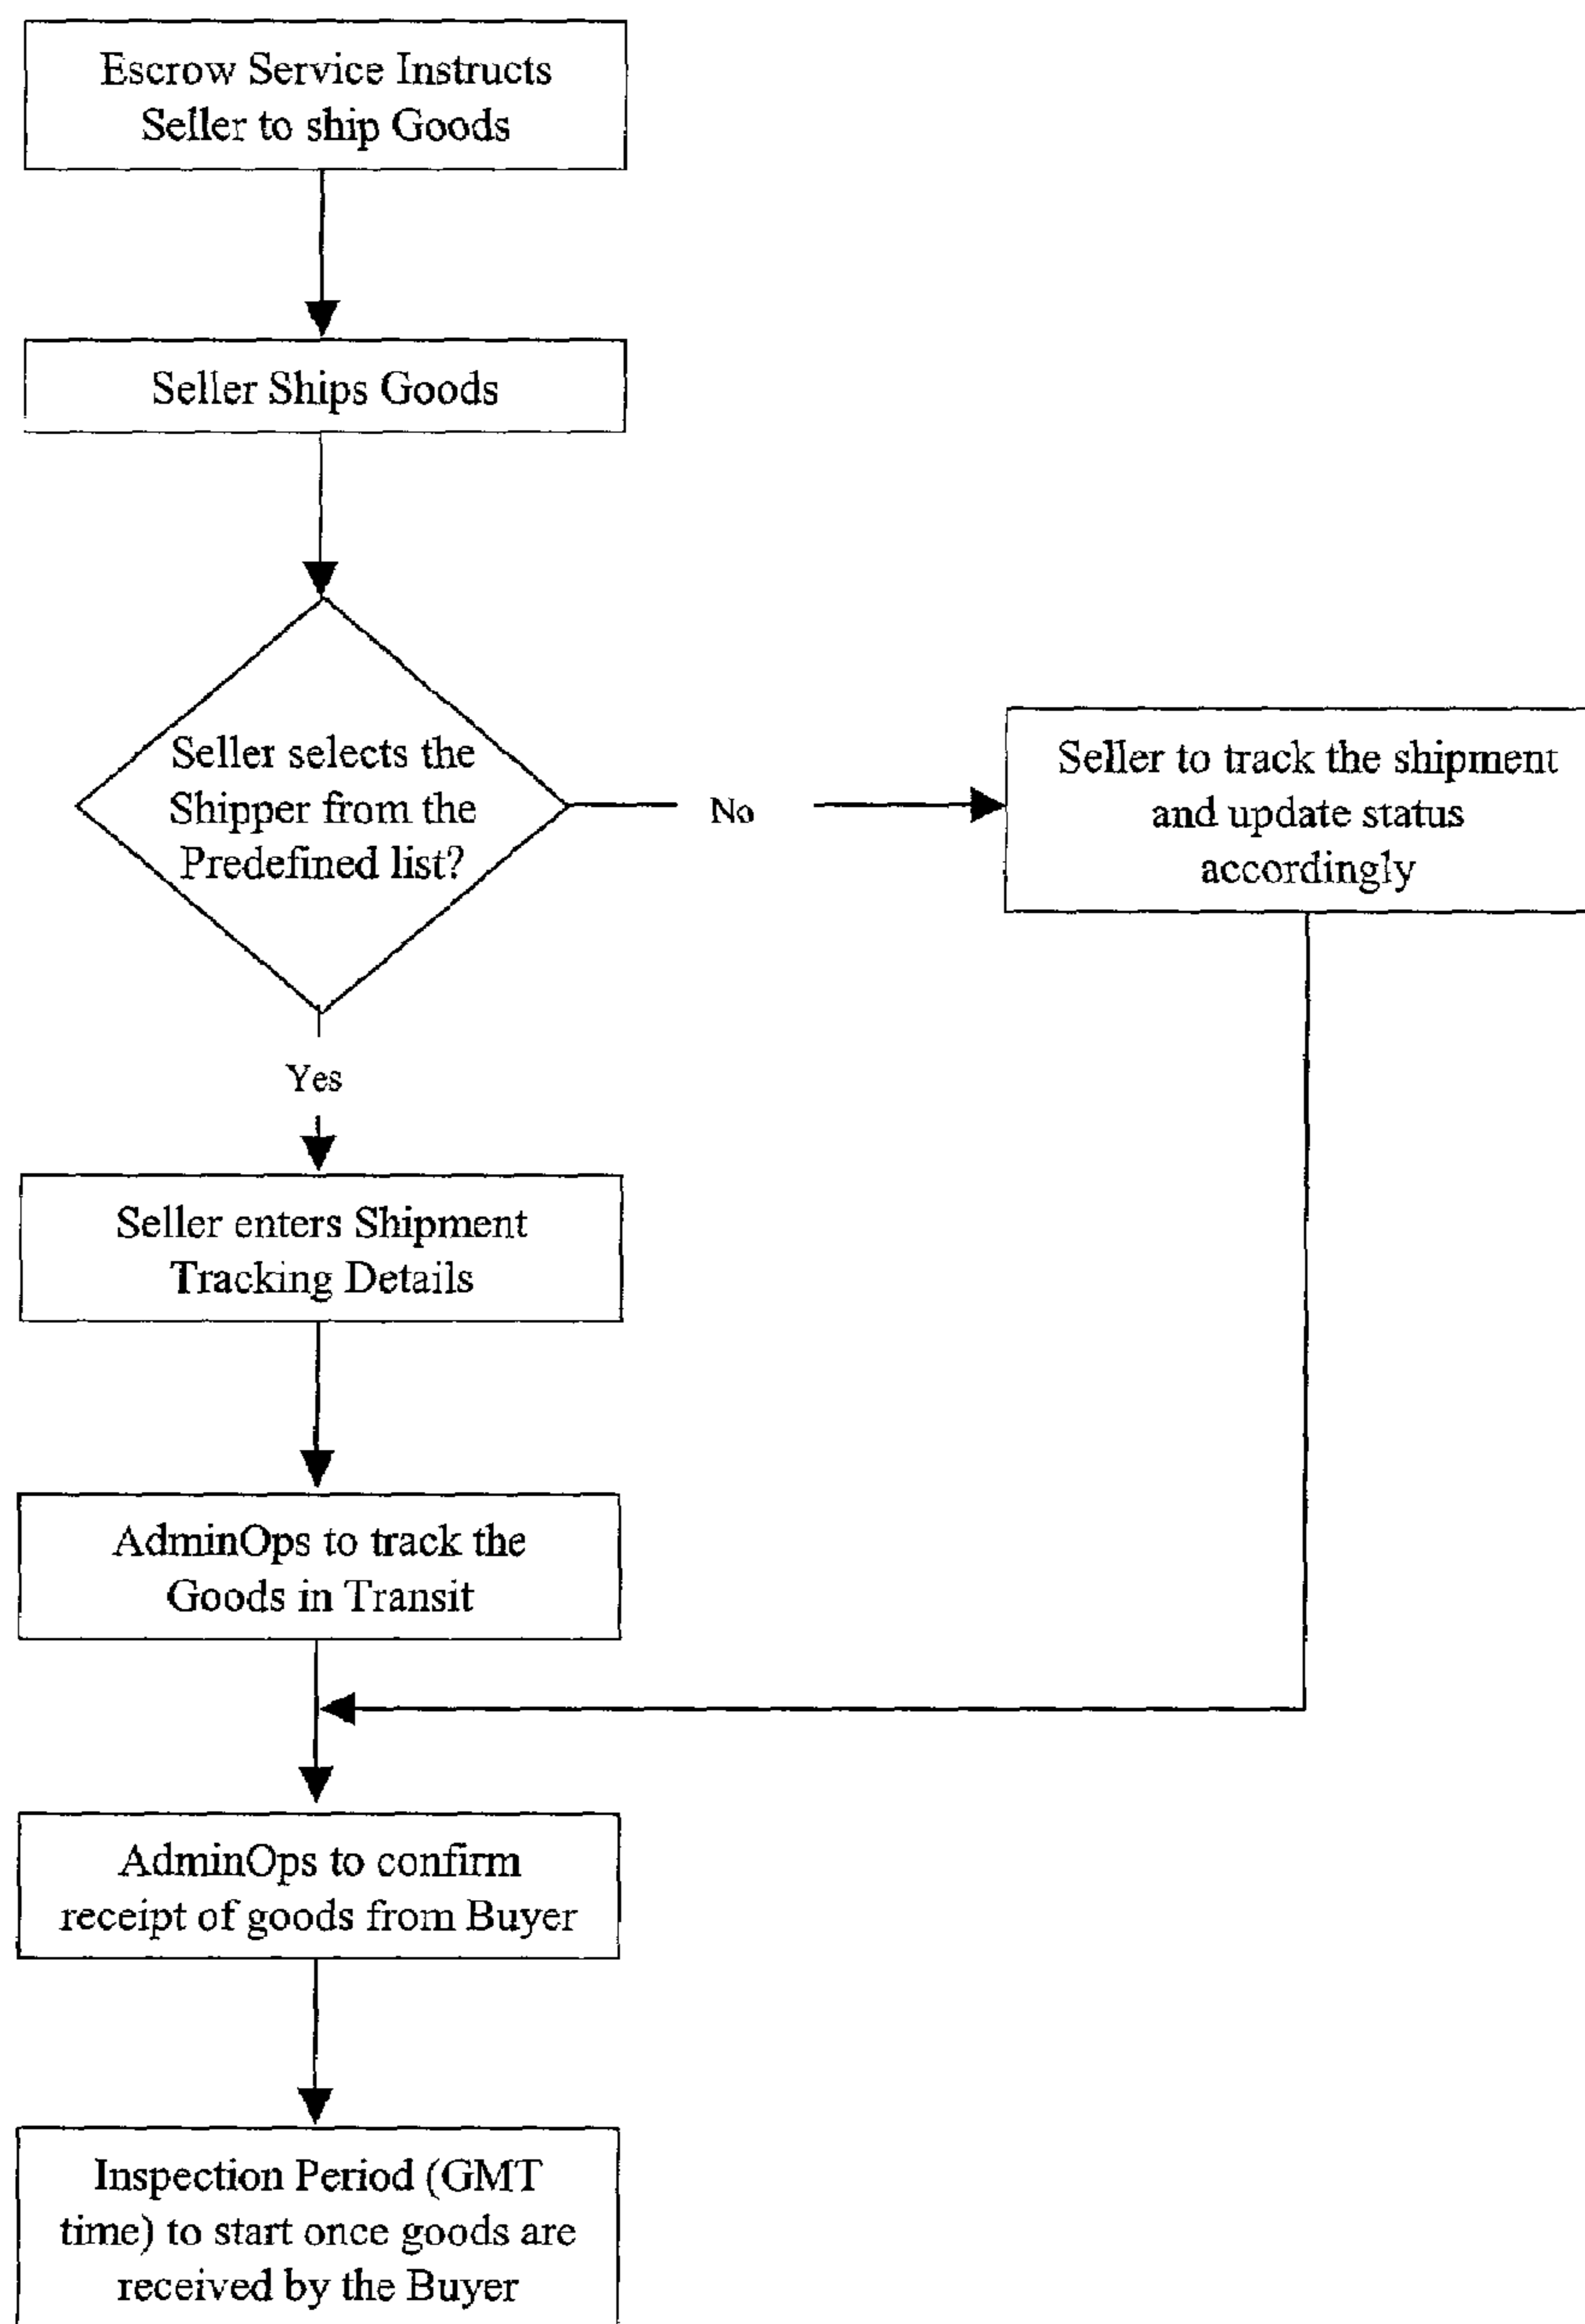 Escrow Service Instructs
Seller to ship Goods
Seller Ships Goods
Seller selects the
Shipper from the
Predefined list?
No
Seller to track the shipment
and update status
accordingly
Yes
Seller enters Shipment
Tracking Details
AdminOps to track the
Goods in Transit
AdminOps to confirm
receipt of goods from Buyer
Inspection Period (GMT
time) to start once goods are
received by the Buyer